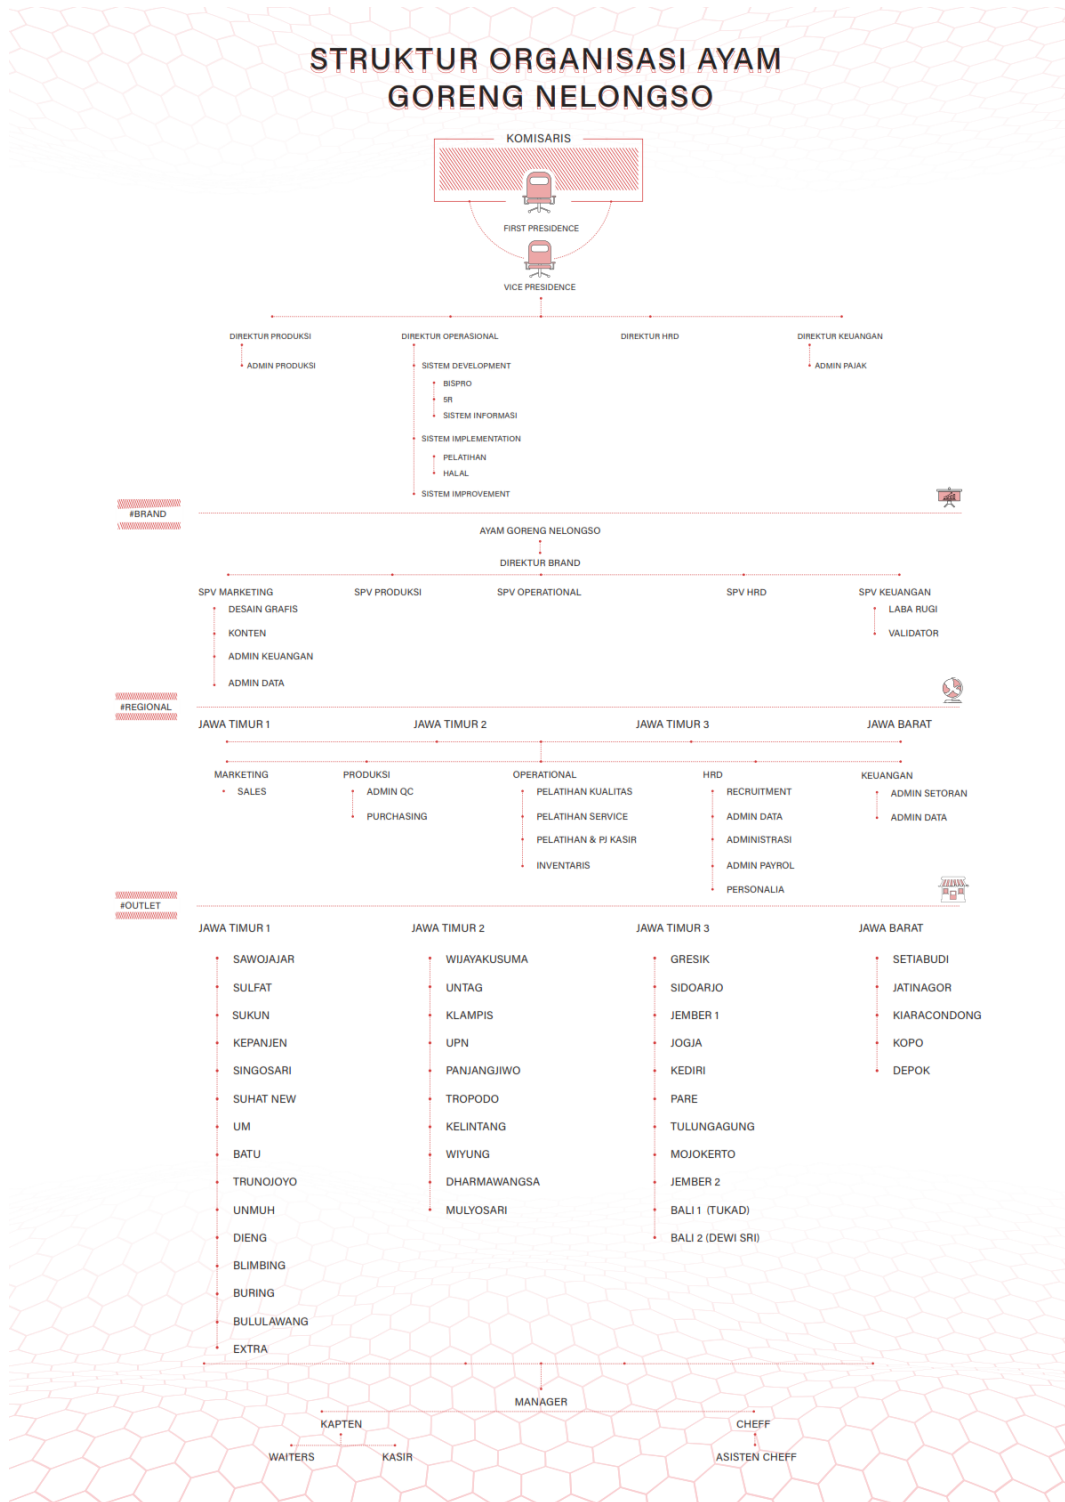 STRUKTUR ORGANISASI AYAM
GORENG NELONGSO
KOMISARIS
FIRST PRESIDENCE
VICE PRESIDENCE
DIREKTUR PRODUKSI
ADMIN PRODUKSI
DIREKTUR OPERASIONAL
SISTEM DEVELOPMENT
BISPRO
5R
SISTEM INFORMASI
SISTEM IMPLEMENTATION
PELATIHAN
HALAL
SISTEM IMPROVEMENT
DIREKTUR HRD
DIREKTUR KEUANGAN
ADMIN PAJAK
#BRAND
AYAM GORENG NELONGSO
DIREKTUR BRAND
SPV MARKETING
DESAIN GRAFIS
KONTEN
ADMIN KEUANGAN
ADMIN DATA
SPV PRODUKSI
SPV OPERATIONAL
SPV HRD
SPV KEUANGAN
LABA RUGI
VALIDATOR
#REGIONAL
JAWA TIMUR 1
JAWA TIMUR 2
JAWA TIMUR 3
JAWA BARAT
MARKETING
SALES
PRODUKSI
ADMIN QC
PURCHASING
OPERATIONAL
PELATIHAN KUALITAS
PELATIHAN SERVICE
PELATIHAN & PJ KASIR
INVENTARIS
HRD
RECRUITMENT
ADMIN DATA
ADMINISTRASI
ADMIN PAYROL
PERSONALIA
KEUANGAN
ADMIN SETORAN
ADMIN DATA
#OUTLET
JAWA TIMUR 1
SAWOJAJAR
SULFAT
SUKUN
KEPANJEN
SINGOSARI
SUHAT NEW
UM
BATU
TRUNOJOYO
UNMUH
DIENG
BLIMBING
BURING
BULULAWANG
EXTRA
JAWA TIMUR 2
WIJAYAKUSUMA
UNTAG
KLAMPIS
UPN
PANJANGJIWO
TROPODO
KELINTANG
WIYUNG
DHARMAWANGSA
MULYOSARI
JAWA TIMUR 3
GRESIK
SIDOARJO
JEMBER 1
JOGJA
KEDIRI
PARE
TULUNGAGUNG
MOJOKERTO
JEMBER 2
BALI 1 (TUKAD)
BALI 2 (DEWI SRI)
JAWA BARAT
SETIABUDI
JATINAGOR
KIARACONDONG
KOPO
DEPOK
MANAGER
KAPTEN
WAITERS
KASIR
CHEFF
ASISTEN CHEFF